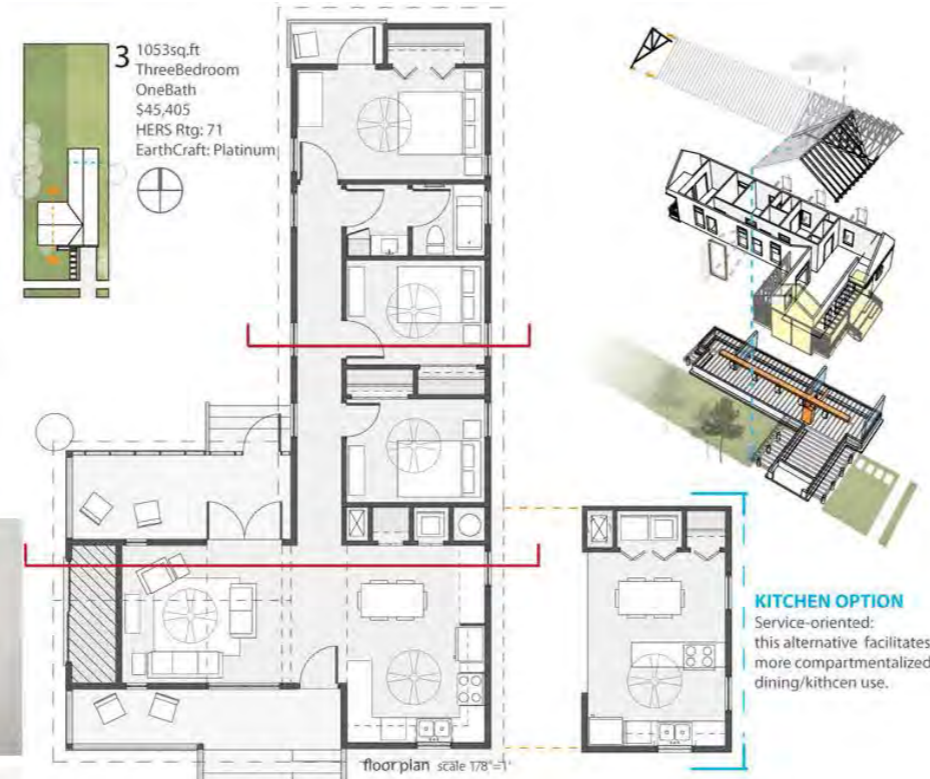 3
1053sq.ft
ThreeBedroom
OneBath
$45,405
HERS Rtg: 71
EarthCraft: Platinum
KITCHEN OPTION
Service-oriented:
this alternative facilitates
more compartmentalized
dining/kithcen use.
floor plan scale 1/8"=1'